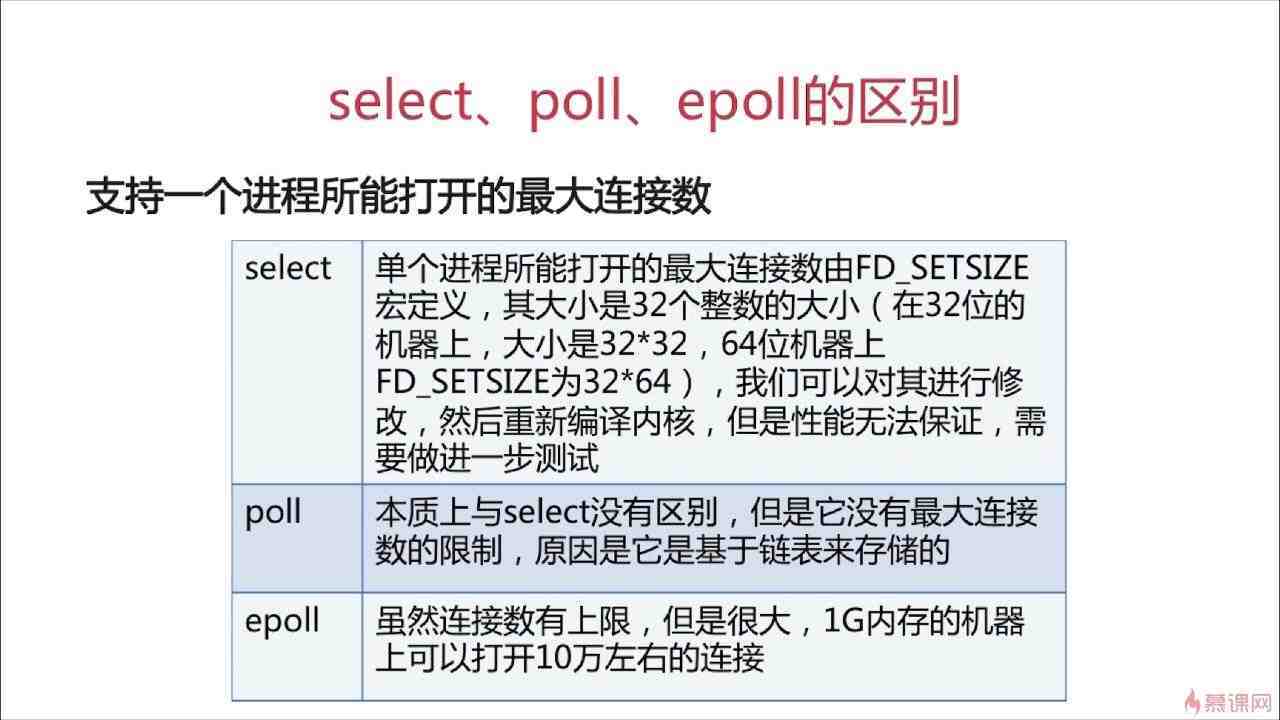 select、poll、epoll的区别
支持一个进程所能打开的最大连接数
select
单个进程所能打开的最大连接数由FD_SETSIZE
宏定义，其大小是32个整数的大小（在32位的
机器上，大小是32*32，64位机器上
FD_SETSIZE为32*64），我们可以对其进行修
改，然后重新编译内核，但是性能无法保证，需
要做进一步测试
poll
本质上与select没有区别，但是它没有最大连接
数的限制，原因是它是基于链表来存储的
epoll
虽然连接数有上限，但是很大，1G内存的机器
上可以打开10万左右的连接
慕课网